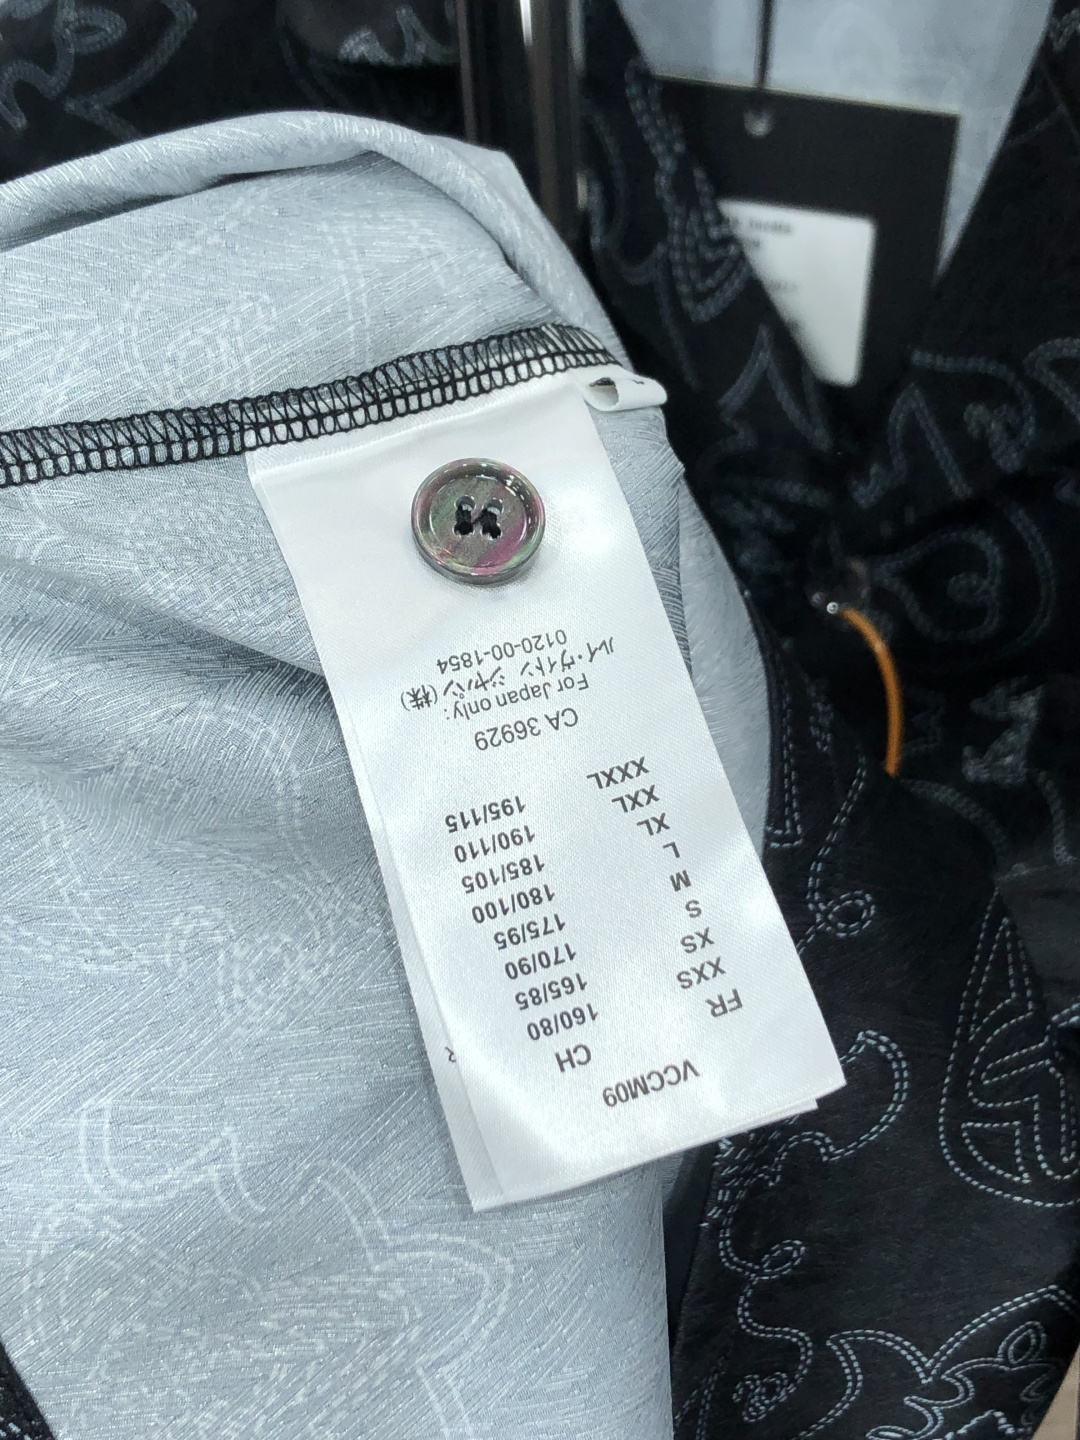 VCCM09
FR CH
XXS 160/80
XS 165/85
S 170/90
M 175/95
L 180/100
XL 185/105
XXL 190/110
XXXL 195/115
CA 36929
For Japan only:
ルイ・ヴィトン ジャパン(株)
0120-00-1854